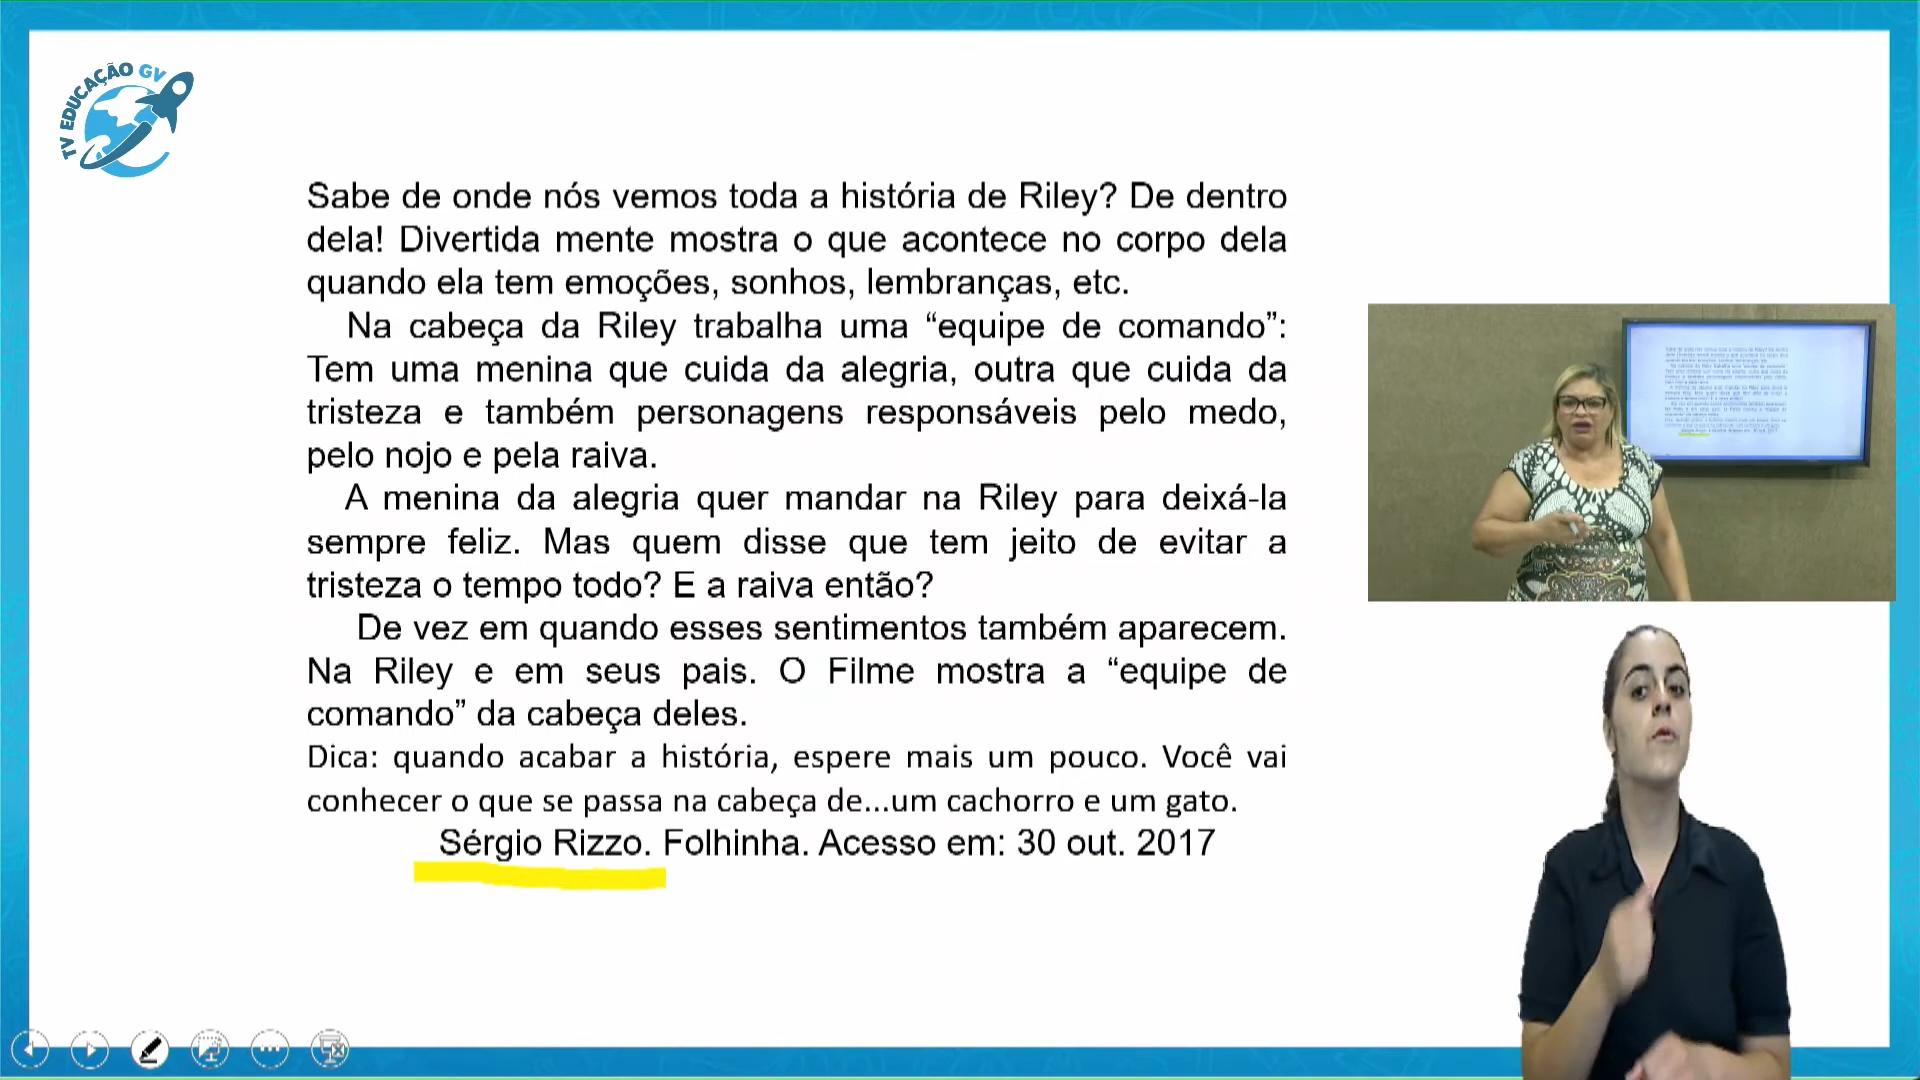 TV EDUCAÇÃO GV
Sabe de onde nós vemos toda a história de Riley? De dentro
dela! Divertida mente mostra o que acontece no corpo dela
quando ela tem emoções, sonhos, lembranças, etc.
Na cabeça da Riley trabalha uma “equipe de comando”:
Tem uma menina que cuida da alegria, outra que cuida da
tristeza e também personagens responsáveis pelo medo,
pelo nojo e pela raiva.
A menina da alegria quer mandar na Riley para deixá-la
sempre feliz. Mas quem disse que tem jeito de evitar a
tristeza o tempo todo? E a raiva então?
De vez em quando esses sentimentos também aparecem.
Na Riley e em seus pais. O Filme mostra a “equipe de
comando” da cabeça deles.
Dica: quando acabar a história, espere mais um pouco. Você vai
conhecer o que se passa na cabeça de...um cachorro e um gato.
Sérgio Rizzo. Folhinha. Acesso em: 30 out. 2017